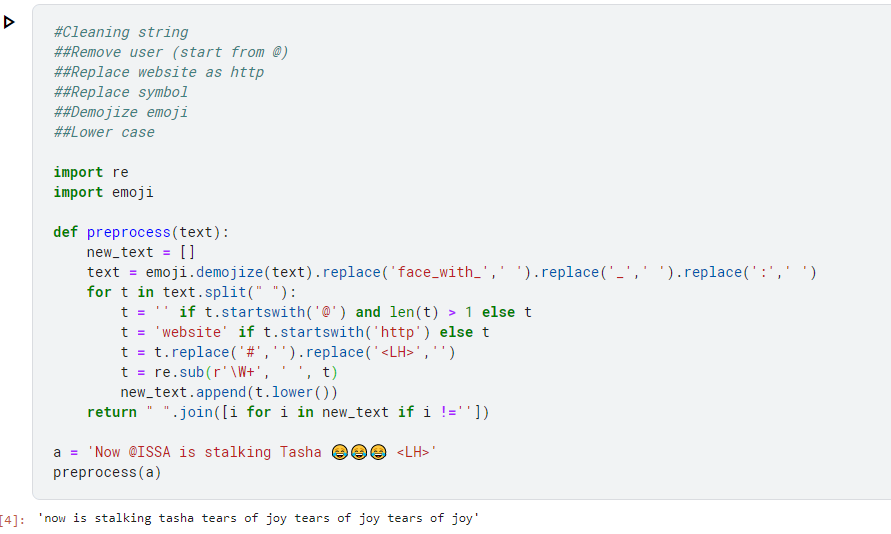 #Cleaning string
##Remove user (start from @)
##Replace website as http
##Replace symbol
##Demojize emoji
##Lower case

import re
import emoji

def preprocess(text):
    new_text = []
    text = emoji.demojize(text).replace('face_with_',' ').replace('_',' ').replace(':',' ')
    for t in text.split(" "):
        t = '' if t.startswith('@') and len(t) > 1 else t
        t = 'website' if t.startswith('http') else t
        t = t.replace('#','').replace('<LH>','')
        t = re.sub(r'\W+', ' ', t)
        new_text.append(t.lower())
    return " ".join([i for i in new_text if i !=''])

a = 'Now @ISSA is stalking Tasha 😂😂😂 <LH>'
preprocess(a)
[4]: 'now is stalking tasha tears of joy tears of joy tears of joy'